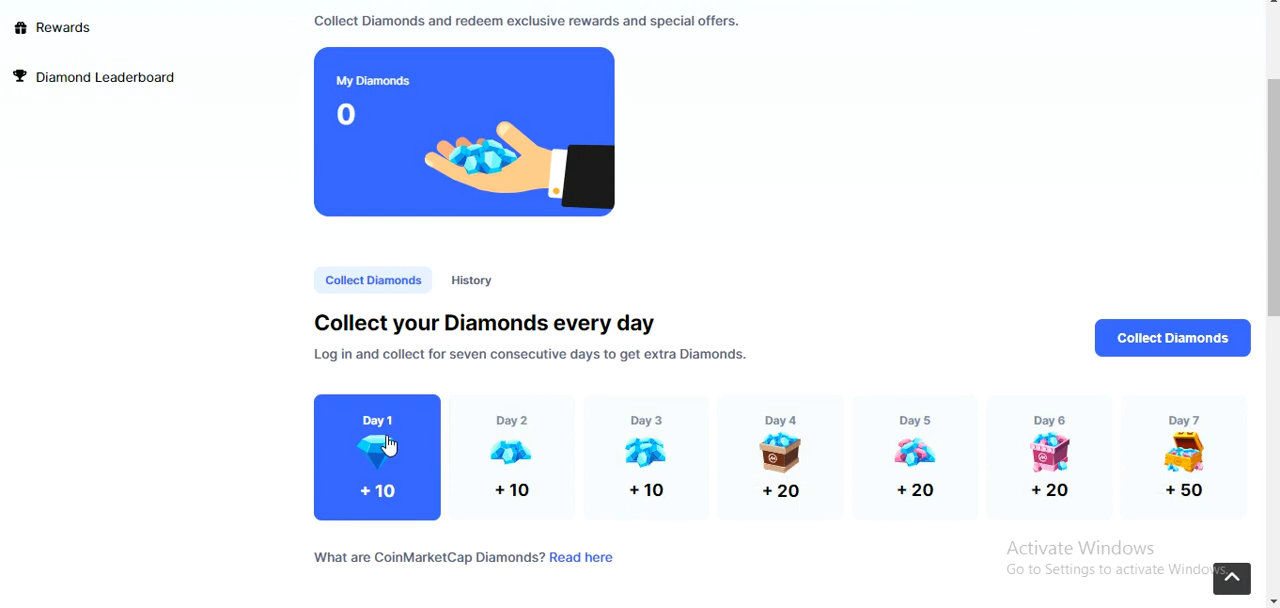 Rewards
Diamond Leaderboard
Collect Diamonds and redeem exclusive rewards and special offers.
My Diamonds
0
Collect Diamonds
History
Collect your Diamonds every day
Log in and collect for seven consecutive days to get extra Diamonds.
Collect Diamonds
Day 1
Day 2
Day 3
Day 4
Day 5
Day 6
Day 7
+ 10
+ 10
+ 10
+ 20
+ 20
+ 20
+ 50
What are CoinMarketCap Diamonds? Read here
Activate Windows
Go to Settings to activate Windows.